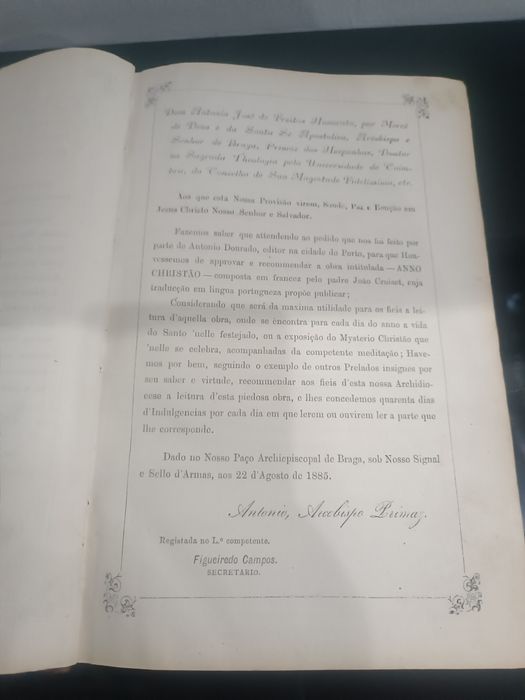 Dom Antonio José de Freitas Honorato, por Mercê
de Deus e da Santa Sé Apostolica, Arcebispo e
Senhor de Braga, Primaz das Hespanhas, Doutor
na Sagrada Theologia pela Universidade de Coim-
bra, do Conselho de Sua Magestade Fidelissima, etc.
Aos que esta Nossa Provisão virem, Saude, Paz e Benção em
Jesus Christo Nosso Senhor e Salvador.
Fazemos saber que attendendo ao pedido que nos foi feito por
parte de Antonio Dourado, editor na cidade do Porto, para que Hou-
vessemos de approvar e recommendar a obra intitulada — ANNO
CHRISTÃO — composta em francez pelo padre João Croiset, cuja
traducção em lingua portugueza propõe publicar;
Considerando que será da maxima utilidade para os fieis a lei-
tura d'aquella obra, onde se encontra para cada dia do anno a vida
do Santo 'nelle festejado, ou a exposição do Mysterio Christão que
'nelle se celebra, acompanhadas da competente meditação; Have-
mos por bem, seguindo o exemplo de outros Prelados insignes por
seu saber e virtude, recommendar aos fieis d'esta nossa Archidio-
cese a leitura d'esta piedosa obra, e lhes concedemos quarenta dias
d'Indulgencias por cada dia em que lerem ou ouvirem ler a parte que
lhe corresponde.
Dado no Nosso Paço Archiepiscopal de Braga, sob Nosso Signal
e Sello d'Armas, aos 22 d'Agosto de 1885.
Antonio, Arcebispo Primaz.
Registada no L.º competente.
Figueiredo Campos.
SECRETARIO.